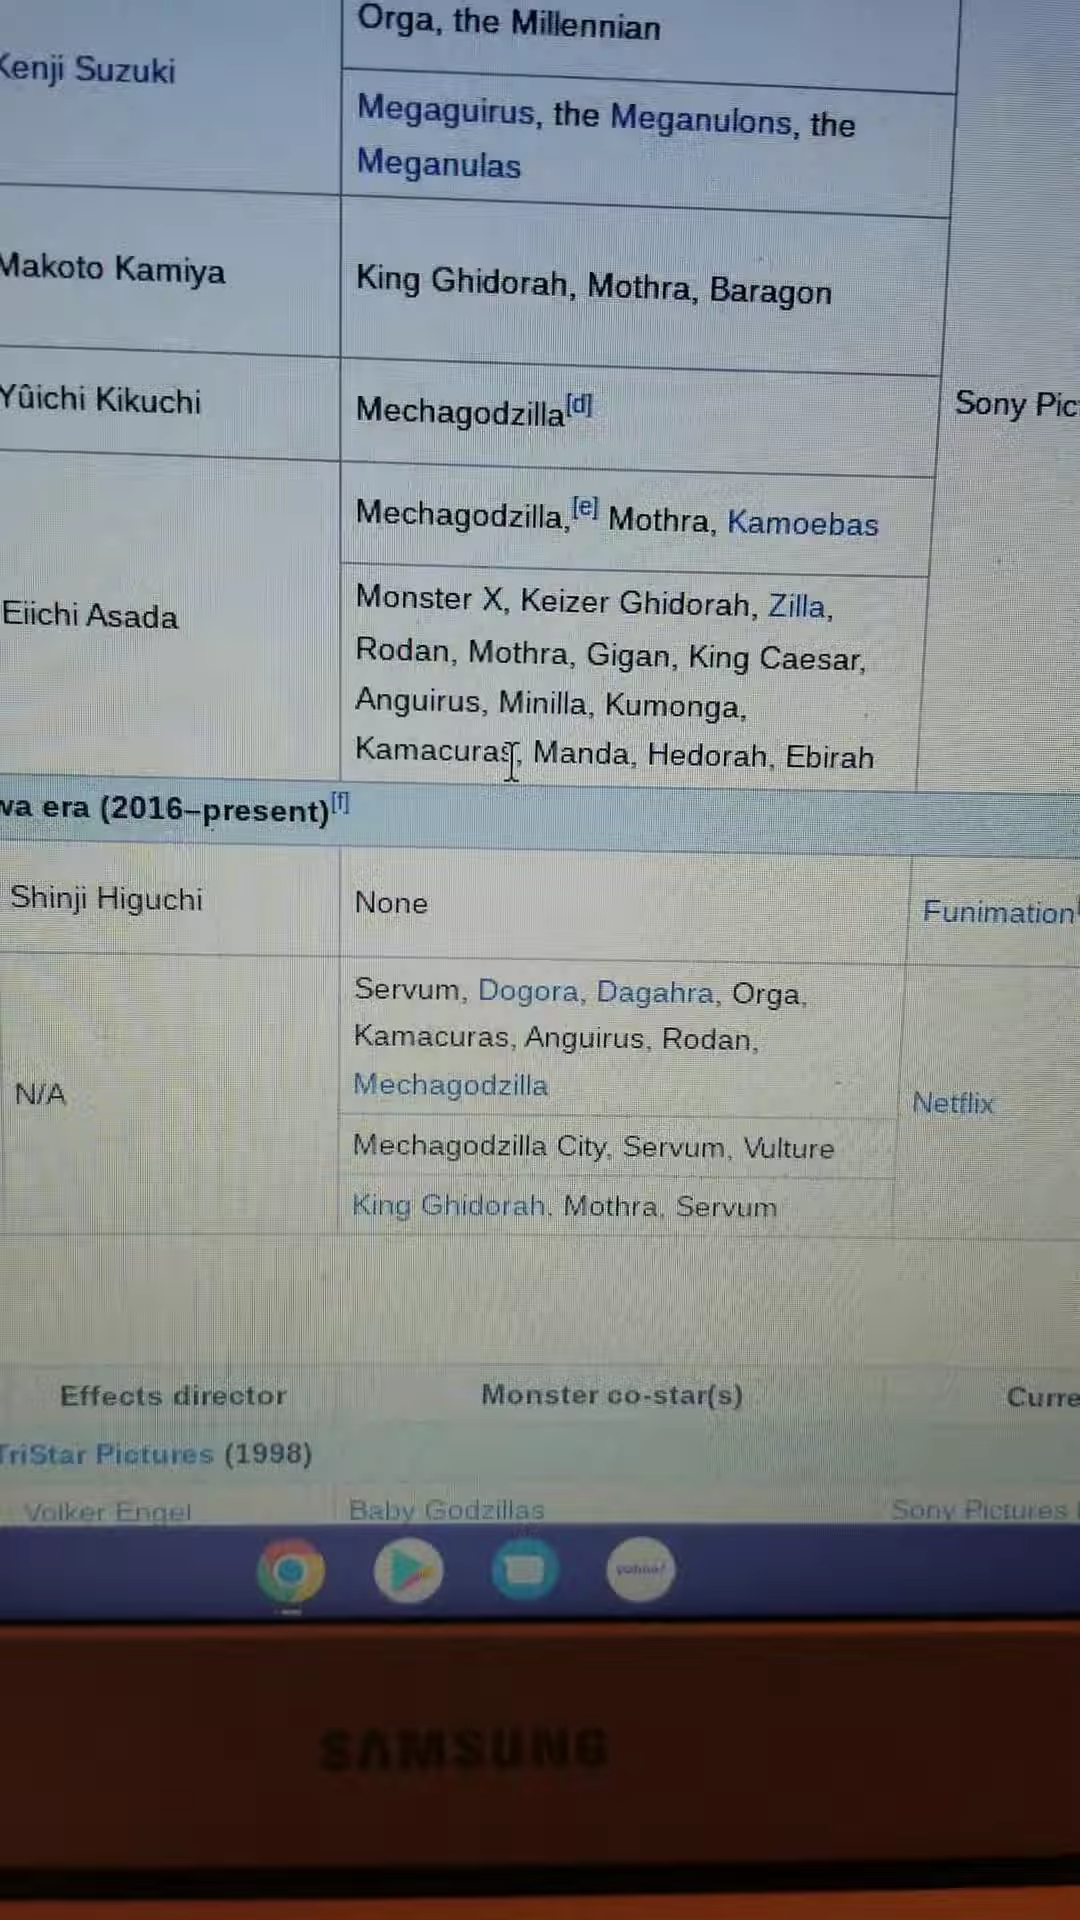 Orga, the Millennian
Kenji Suzuki
Megaguirus, the Meganulons, the
Meganulas
Makoto Kamiya
King Ghidorah, Mothra, Baragon
Yûichi Kikuchi
Mechagodzilla[d]
Sony Pic
Mechagodzilla,[e] Mothra, Kamoebas
Eiichi Asada
Monster X, Keizer Ghidorah, Zilla,
Rodan, Mothra, Gigan, King Caesar,
Anguirus, Minilla, Kumonga,
Kamacuras, Manda, Hedorah, Ebirah
wa era (2016–present)[f]
Shinji Higuchi
None
Funimation
Servum, Dogora, Dagahra, Orga,
Kamacuras, Anguirus, Rodan,
Mechagodzilla
N/A
Netflix
Mechagodzilla City, Servum, Vulture
King Ghidorah, Mothra, Servum
Effects director
Monster co-star(s)
Curre
TriStar Pictures (1998)
Volker Engel
Baby Godzillas
Sony Pictures
yahoo!
SAMSUNG